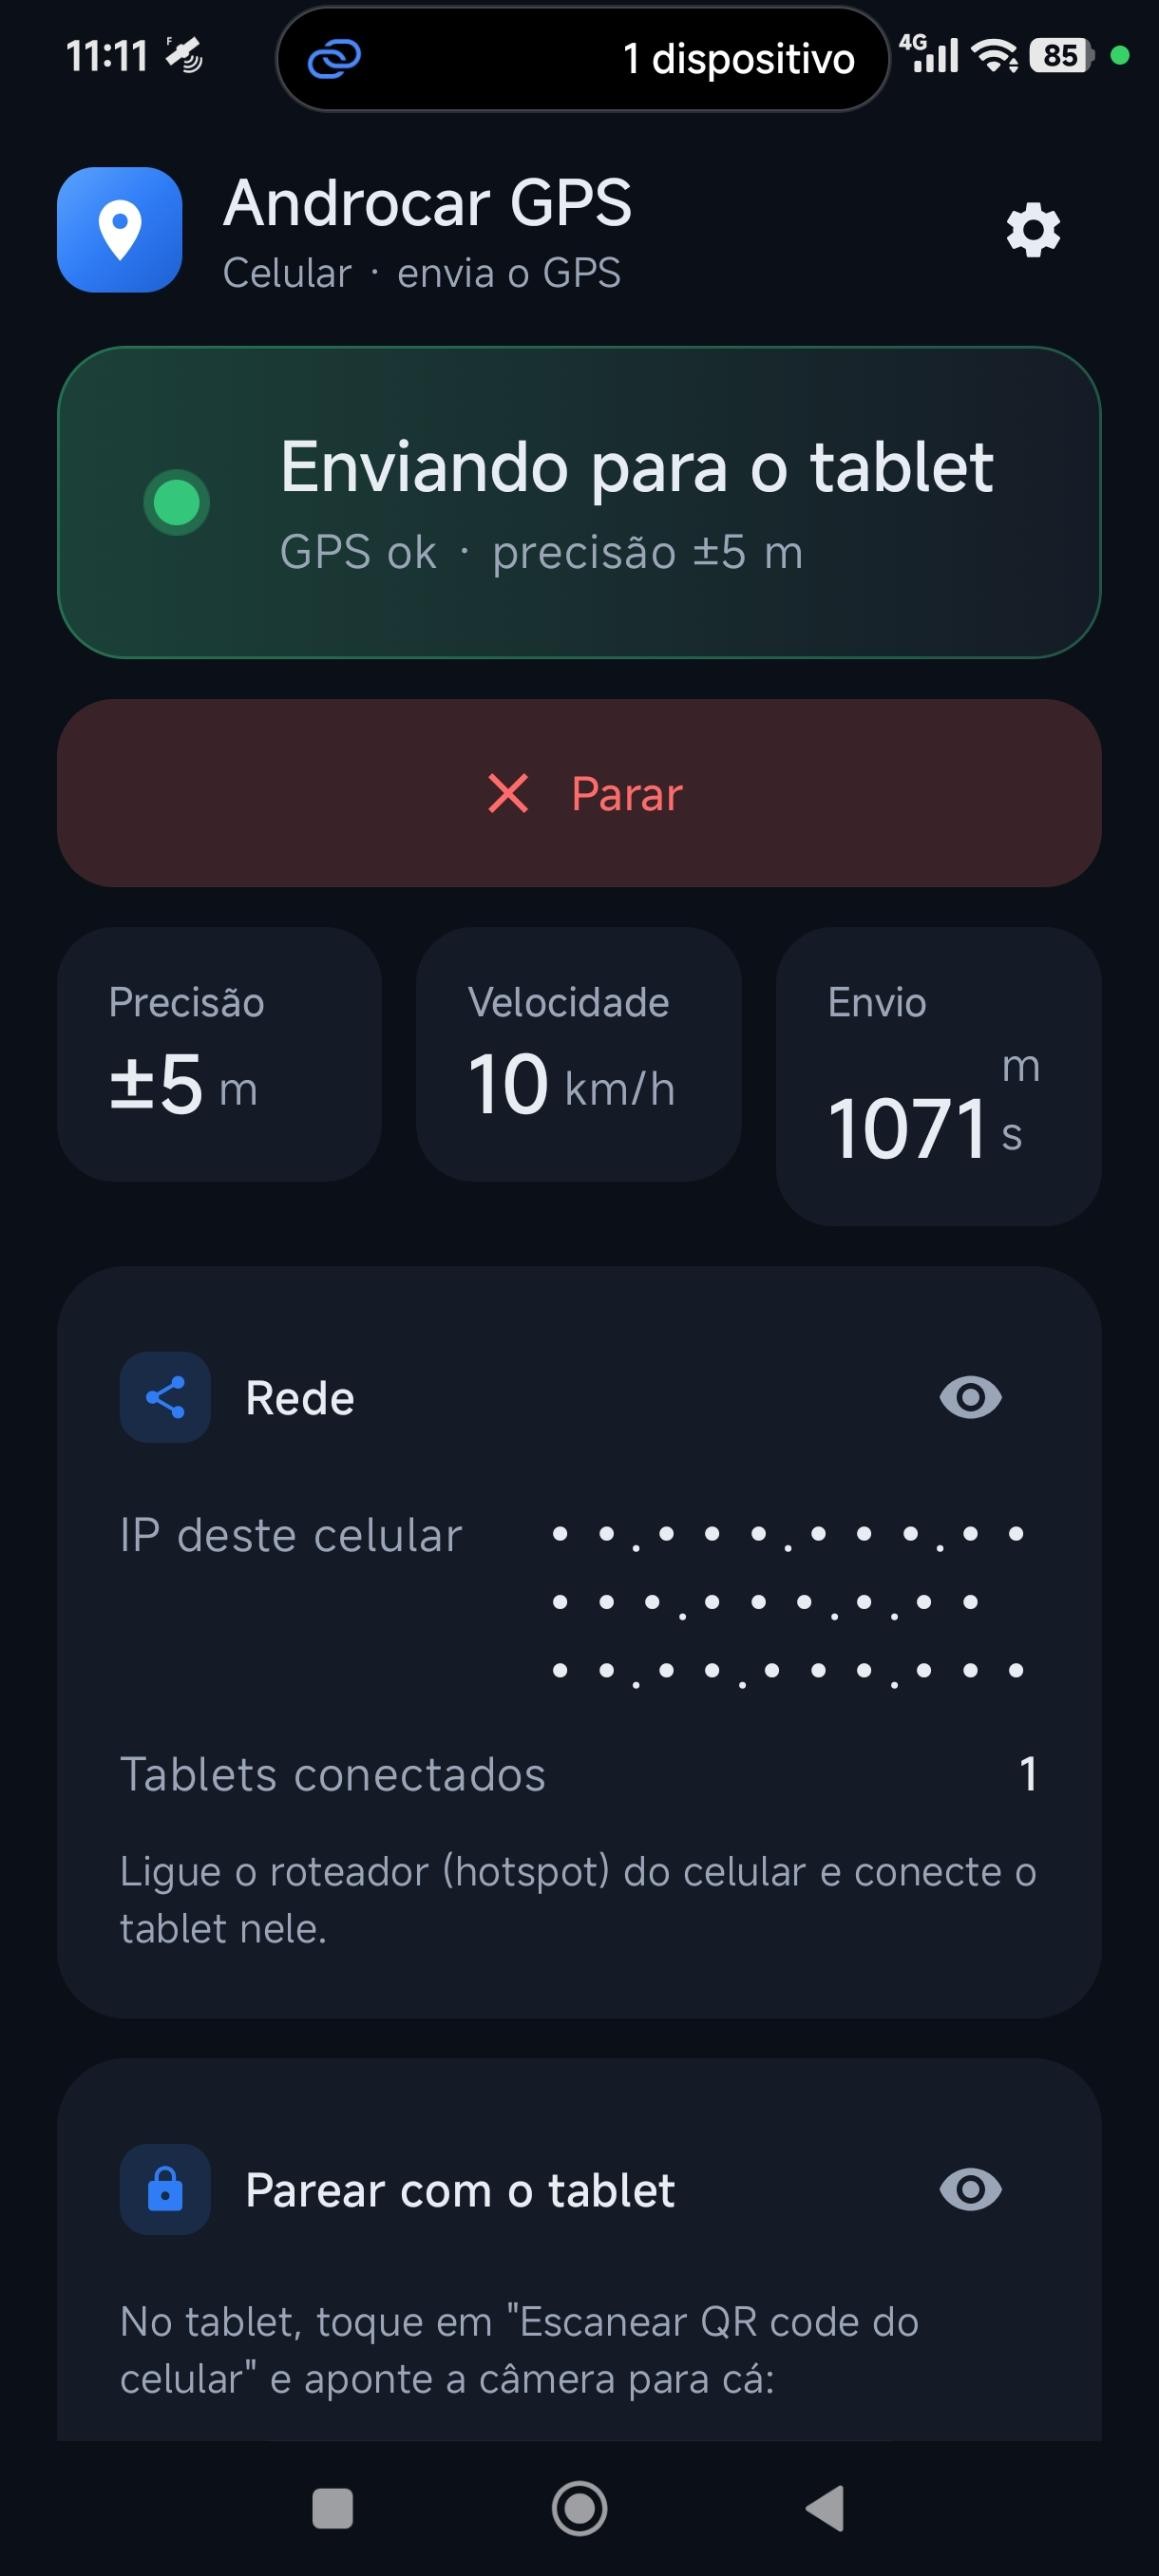 11:11
1 dispositivo
4G
85
Androcar GPS
Celular · envia o GPS
Enviando para o tablet
GPS ok · precisão ±5 m
Parar
Precisão
±5 m
Velocidade
10 km/h
Envio
1071 m
s
Rede
IP deste celular
••.•••.•••.••
•••.•••.•.••
••.••.•••.•••
Tablets conectados
1
Ligue o roteador (hotspot) do celular e conecte o
tablet nele.
Parear com o tablet
No tablet, toque em "Escanear QR code do
celular" e aponte a câmera para cá: